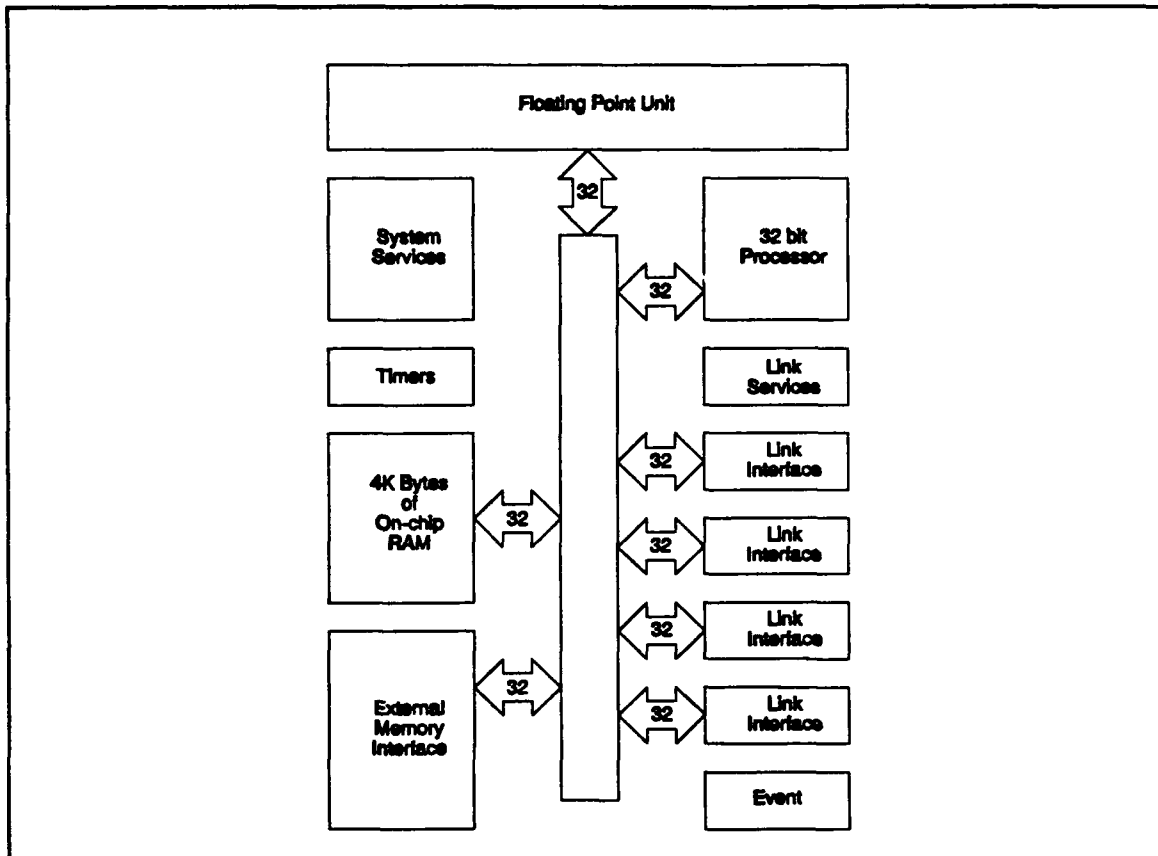 Floating Point Unit
32
System
Services
32 bit
Processor
32
Timers
Link
Services
4K Bytes
of
On-chip
RAM
32
32
Link
Interface
32
Link
Interface
32
Link
Interface
External
Memory
Interface
32
32
Link
Interface
Event